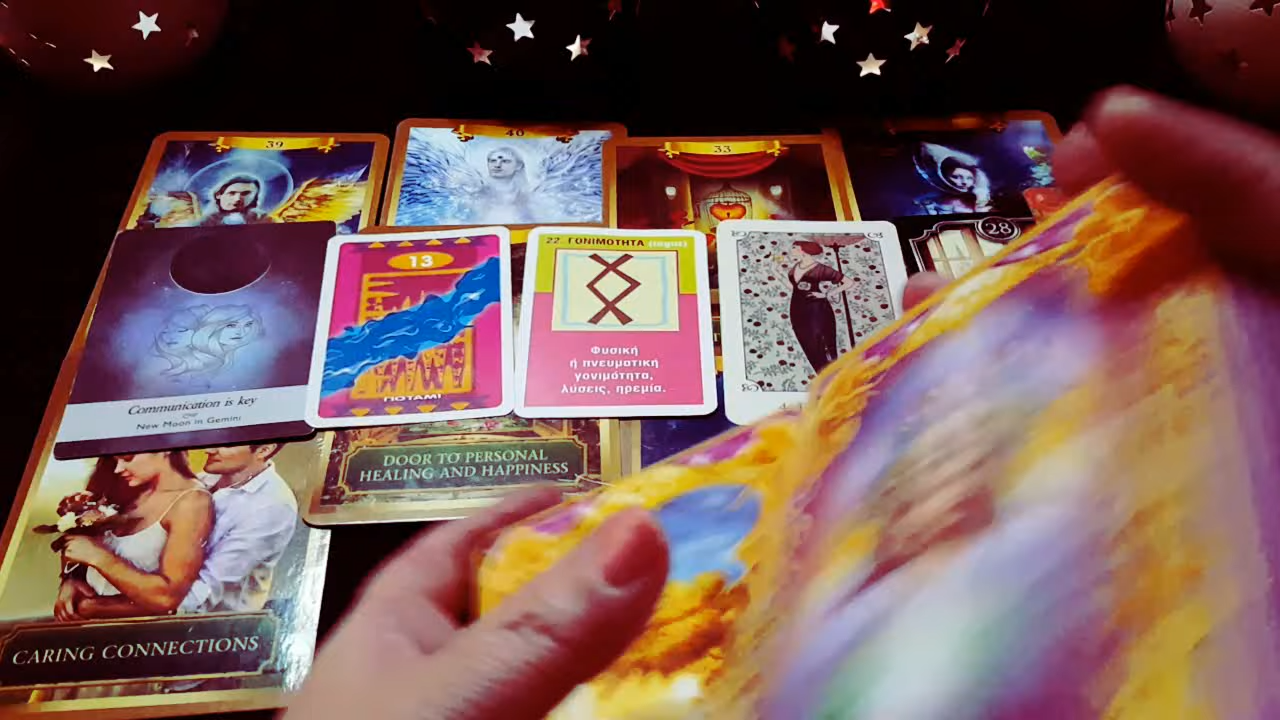 39
40
33
28
13
22. ΓΟΝΙΜΟΤΗΤΑ (Inguz)
Φυσική
ή πνευματική
γονιμότητα,
λύσεις, ηρεμία.
ΠΟΤΑΜΙ
Communication is key
New Moon in Gemini
DOOR TO PERSONAL
HEALING AND HAPPINESS
CARING CONNECTIONS